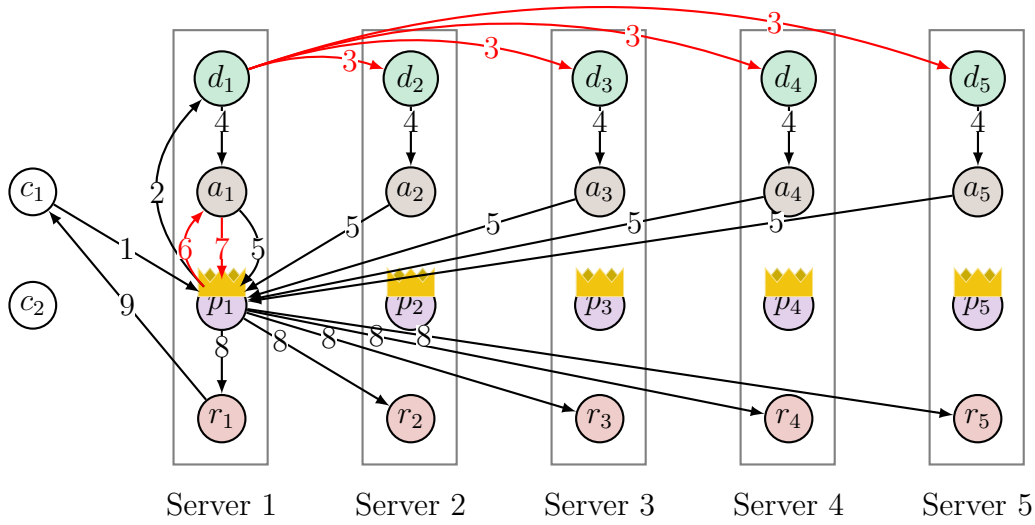 3 3 3 3
d₁ d₂ d₃ d₄ d₅
4 4 4 4 4
c₁ a₁ a₂ a₃ a₄ a₅
2 5 5 5 5
1 6 7 5
c₂ 9 p₁ p₂ p₃ p₄ p₅
8 8 8 8 8
r₁ r₂ r₃ r₄ r₅
Server 1 Server 2 Server 3 Server 4 Server 5